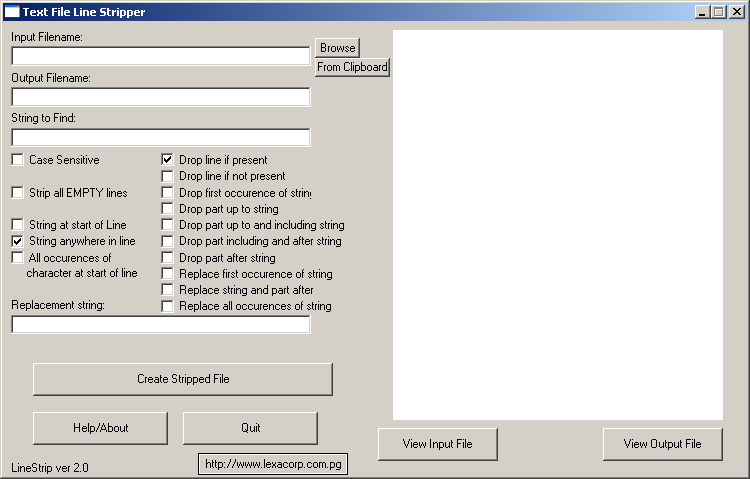 Text File Line Stripper
Input Filename:
Browse
From Clipboard
Output Filename:
String to Find:
Case Sensitive
Drop line if present
Drop line if not present
Strip all EMPTY lines
Drop first occurence of string
Drop part up to string
String at start of Line
Drop part up to and including string
String anywhere in line
Drop part including and after string
All occurences of
character at start of line
Drop part after string
Replace first occurence of string
Replace string and part after
Replacement string:
Replace all occurences of string
Create Stripped File
Help/About
Quit
View Input File
View Output File
LineStrip ver 2.0
http://www.lexacorp.com.pg